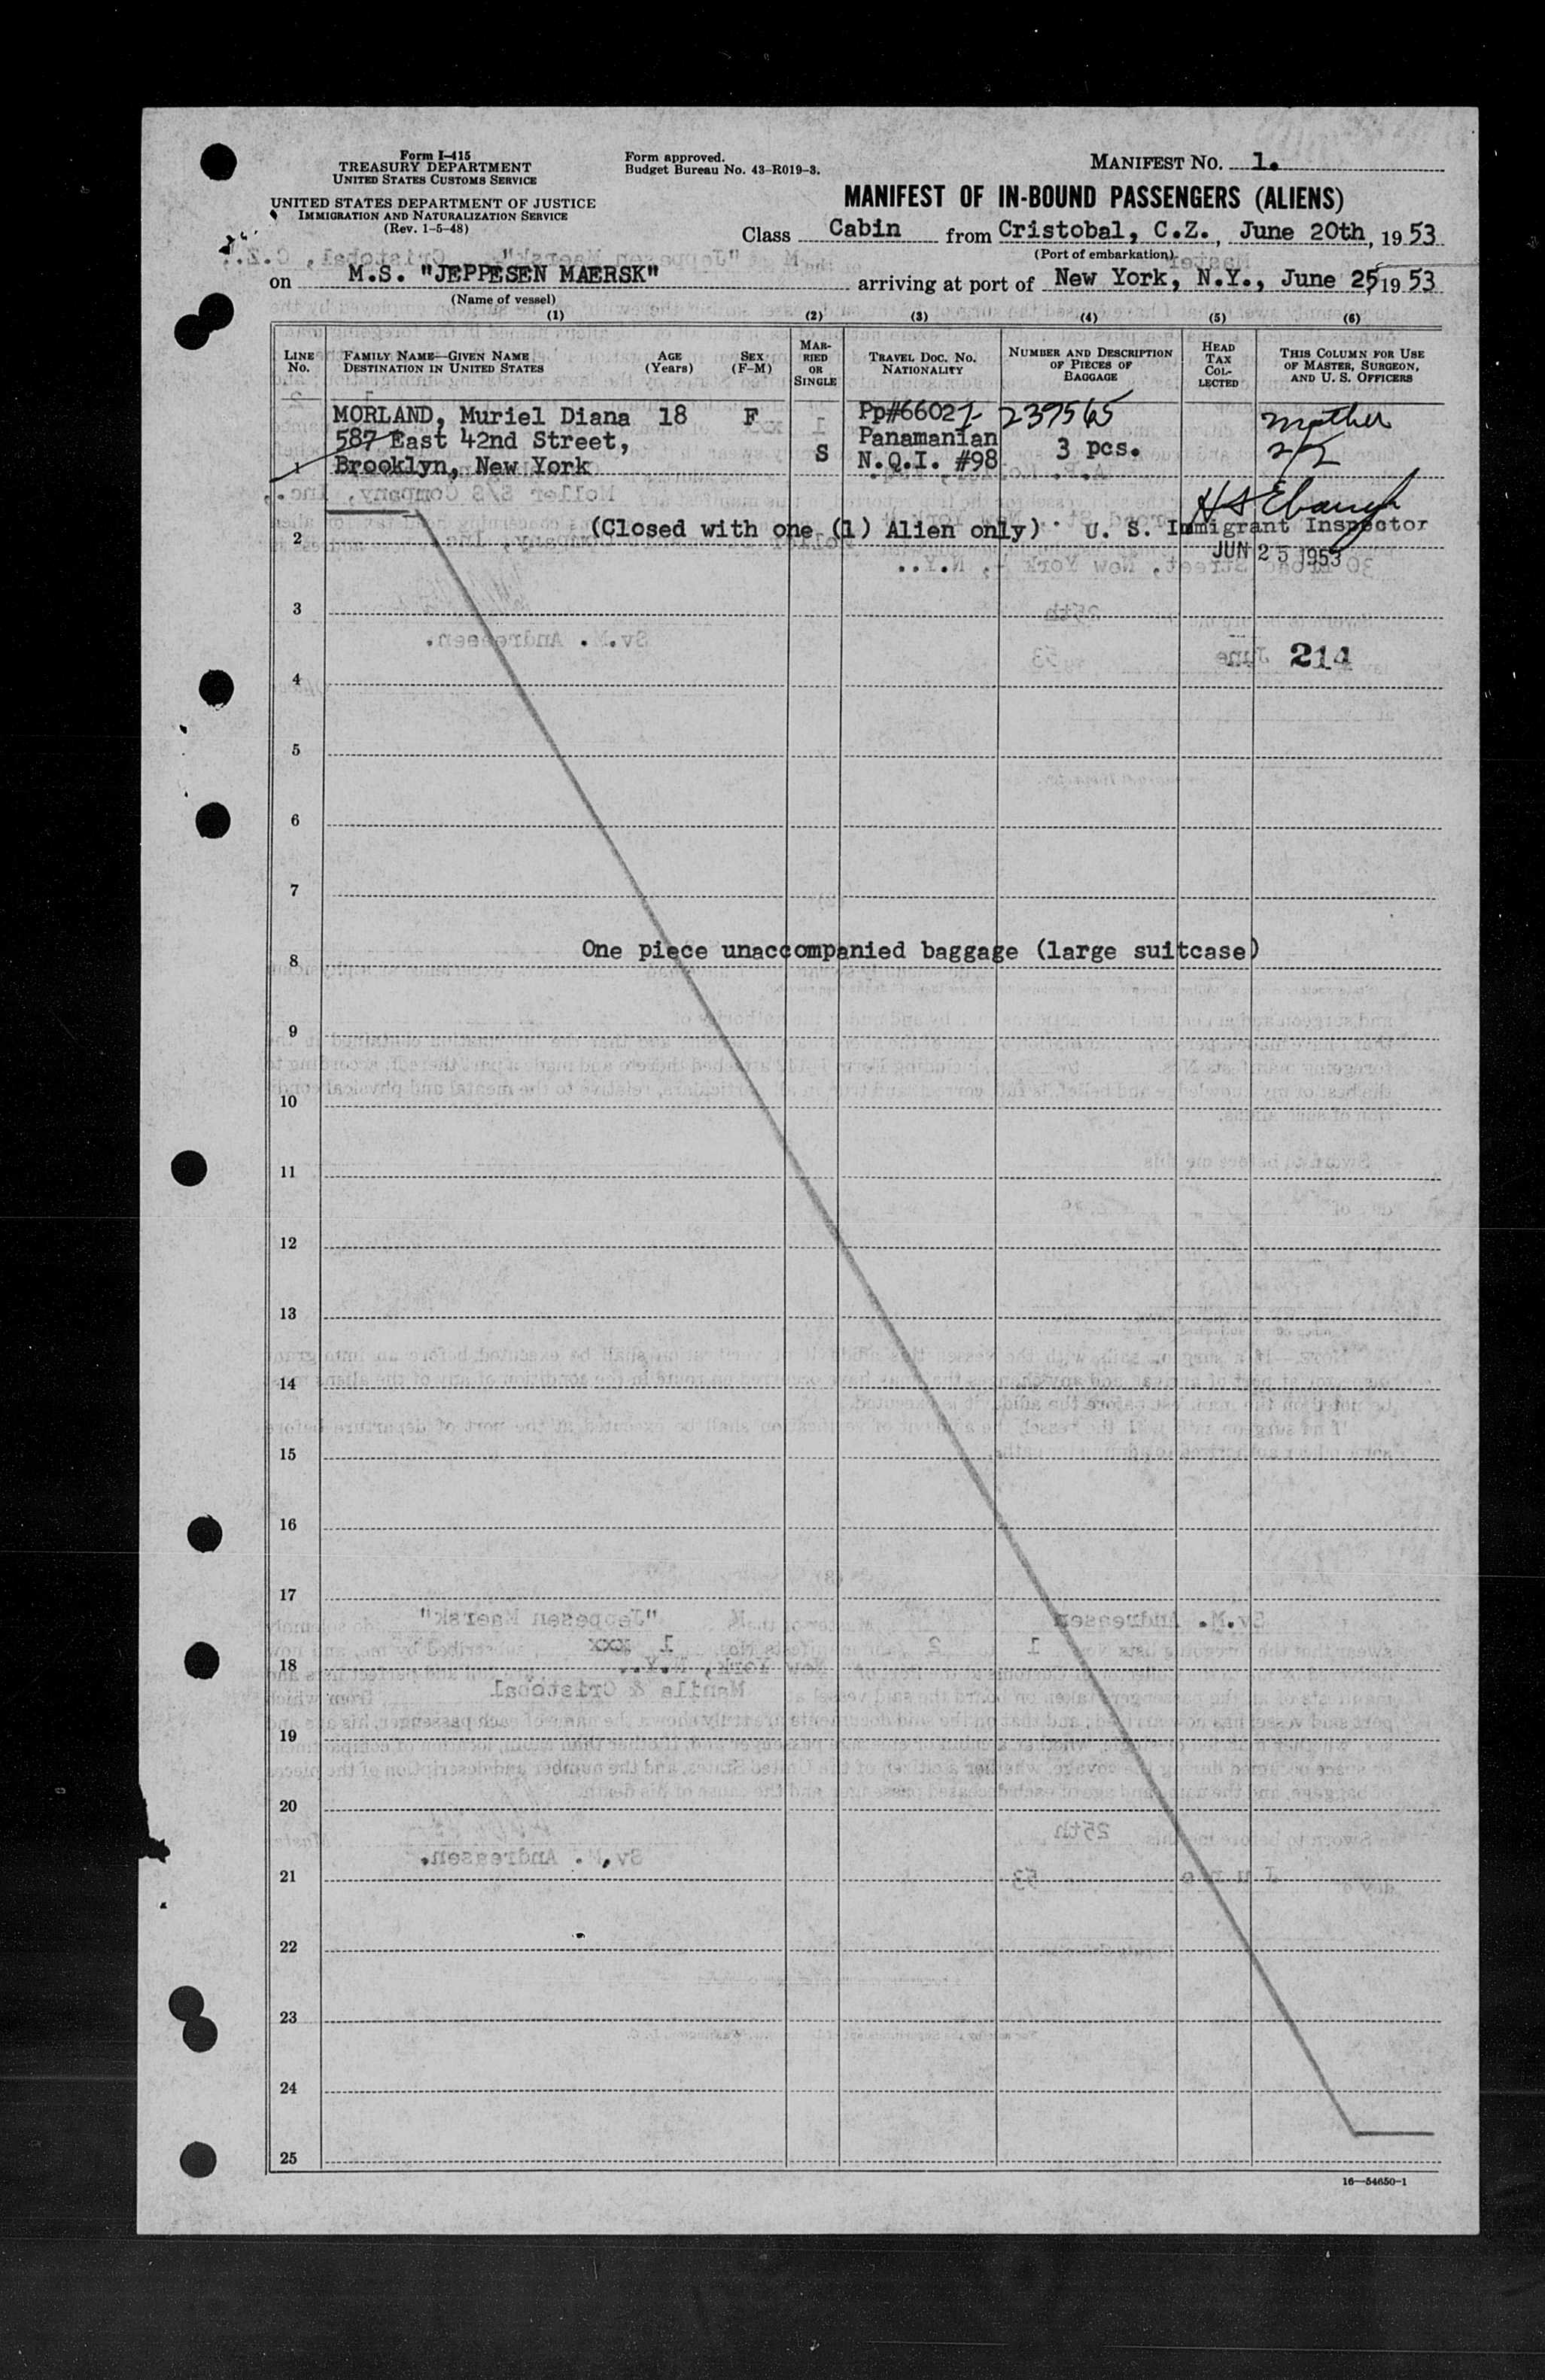 Form I-415
TREASURY DEPARTMENT
UNITED STATES CUSTOMS SERVICE
UNITED STATES DEPARTMENT OF JUSTICE
IMMIGRATION AND NATURALIZATION SERVICE
(Rev. 1-5-48)
Form approved.
Budget Bureau No. 43-R019-3.
MANIFEST No. 1.
MANIFEST OF IN-BOUND PASSENGERS (ALIENS)
Class Cabin from Cristobal, C.Z., June 20th, 1953
(Port of embarkation)
on M.S. "JEPPESEN MAERSK" arriving at port of New York, N.Y., June 25, 1953
(Name of vessel)
(1) (2) (3) (4) (5) (6)
LINE No.
FAMILY NAME—GIVEN NAME
DESTINATION IN UNITED STATES
AGE (Years)
SEX (F-M)
MARRIED OR SINGLE
TRAVEL DOC. NO.
NATIONALITY
NUMBER AND DESCRIPTION OF PIECES OF BAGGAGE
HEAD TAX COLLECTED
THIS COLUMN FOR USE OF MASTER, SURGEON, AND U. S. OFFICERS
MORLAND, Muriel Diana 18 F Pp#66027 237565 mother
587 East 42nd Street, S Panamanian 3 pcs.
1 Brooklyn, New York N.Q.I. #98
2 (Closed with one (1) Alien only) U. S. Immigrant Inspector
JUN 25 1953
3
214
4
5
6
7
8 One piece unaccompanied baggage (large suitcase)
9
10
11
12
13
14
15
16
17
18
19
20
21
22
23
24
25
16—54650-1